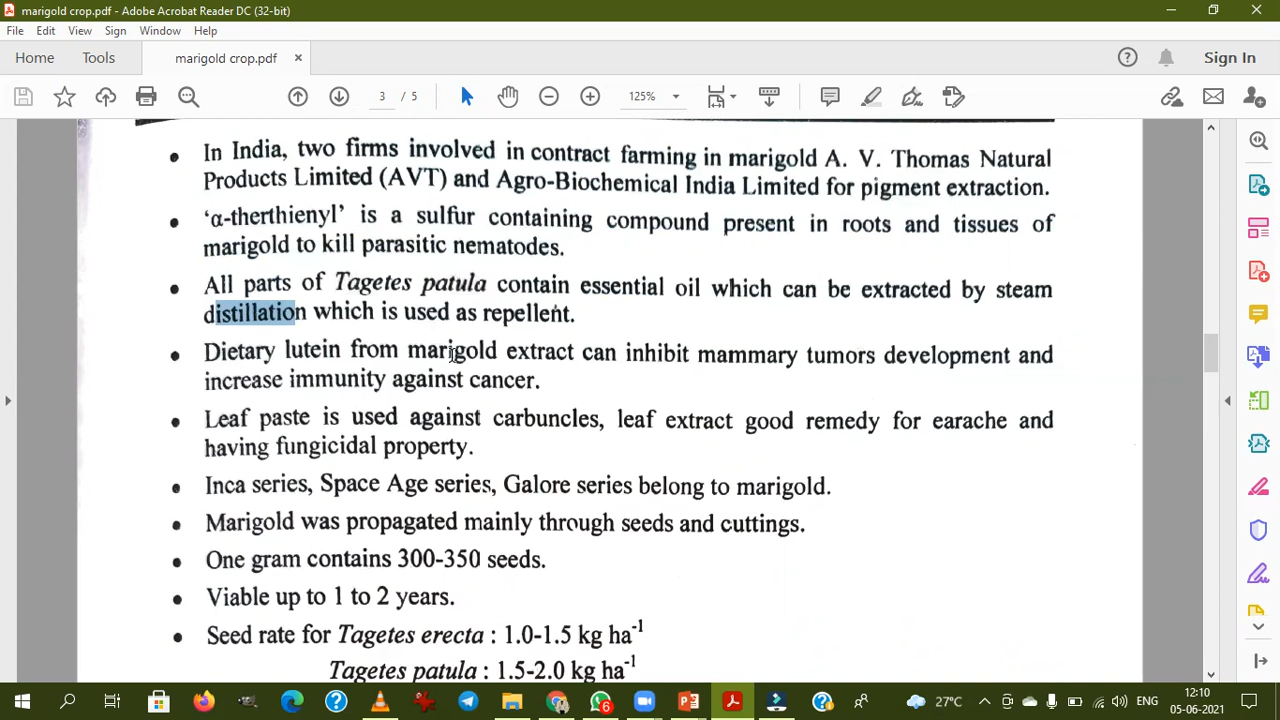 marigold crop.pdf - Adobe Acrobat Reader DC (32-bit)
File Edit View Sign Window Help
Home Tools marigold crop.pdf × Sign In
3 / 5 125%
• In India, two firms involved in contract farming in marigold A. V. Thomas Natural
Products Limited (AVT) and Agro-Biochemical India Limited for pigment extraction.
• ‘α-therthienyl’ is a sulfur containing compound present in roots and tissues of
marigold to kill parasitic nematodes.
• All parts of Tagetes patula contain essential oil which can be extracted by steam
distillation which is used as repellent.
• Dietary lutein from marigold extract can inhibit mammary tumors development and
increase immunity against cancer.
• Leaf paste is used against carbuncles, leaf extract good remedy for earache and
having fungicidal property.
• Inca series, Space Age series, Galore series belong to marigold.
• Marigold was propagated mainly through seeds and cuttings.
• One gram contains 300-350 seeds.
• Viable up to 1 to 2 years.
• Seed rate for Tagetes erecta : 1.0-1.5 kg ha⁻¹
Tagetes patula : 1.5-2.0 kg ha⁻¹
6 27°C ENG 12:10
05-06-2021